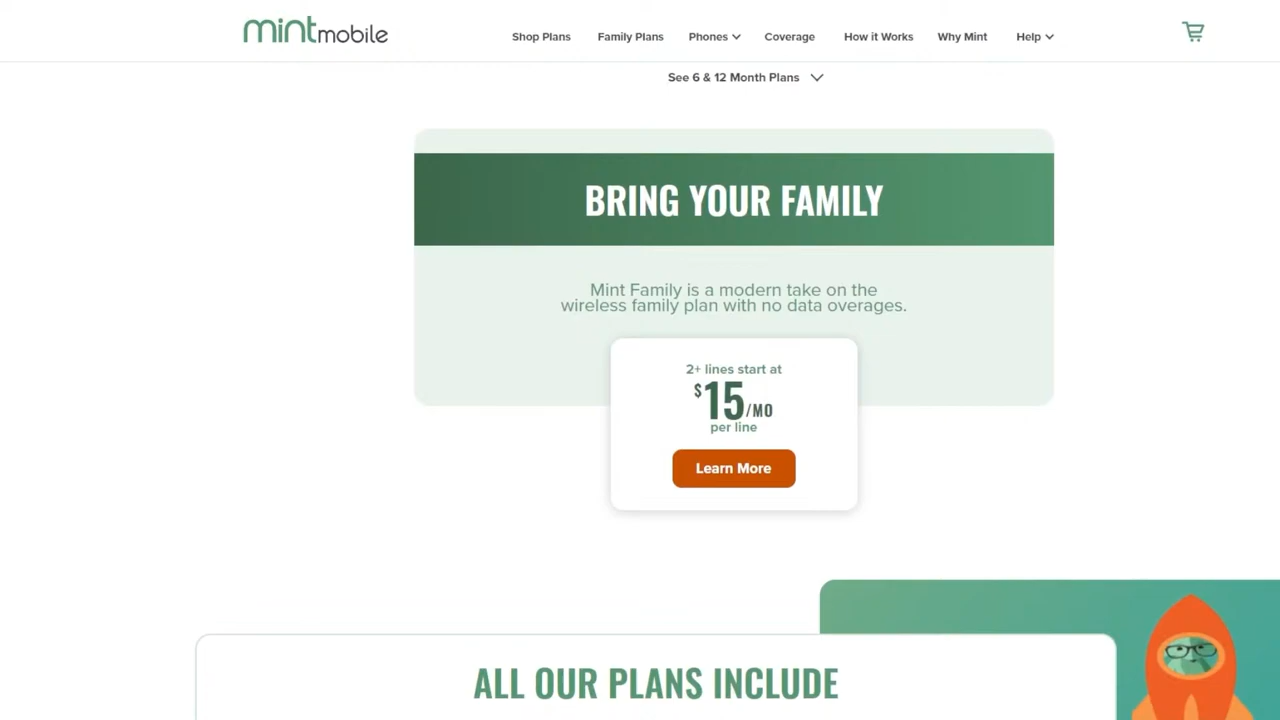 mintmobile
Shop Plans Family Plans Phones Coverage How it Works Why Mint Help
See 6 & 12 Month Plans
BRING YOUR FAMILY
Mint Family is a modern take on the
wireless family plan with no data overages.
2+ lines start at
$15/MO
per line
Learn More
ALL OUR PLANS INCLUDE